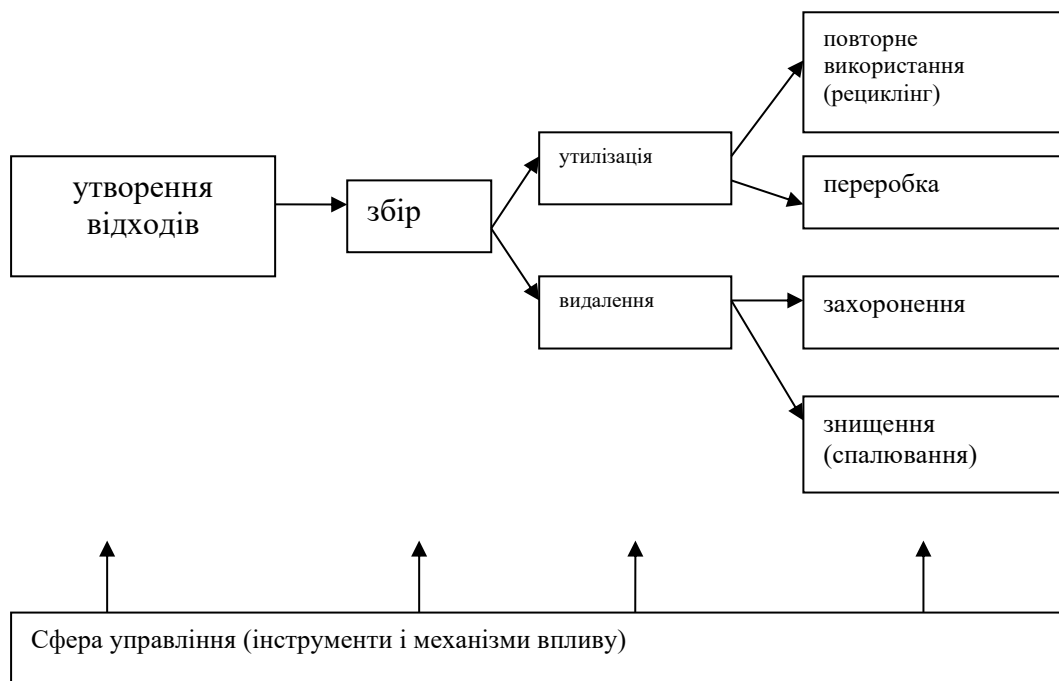 утворення
відходів
збір
утилізація
видалення
повторне
використання
(рециклінг)
переробка
захоронення
знищення
(спалювання)
Сфера управління (інструменти і механізми впливу)